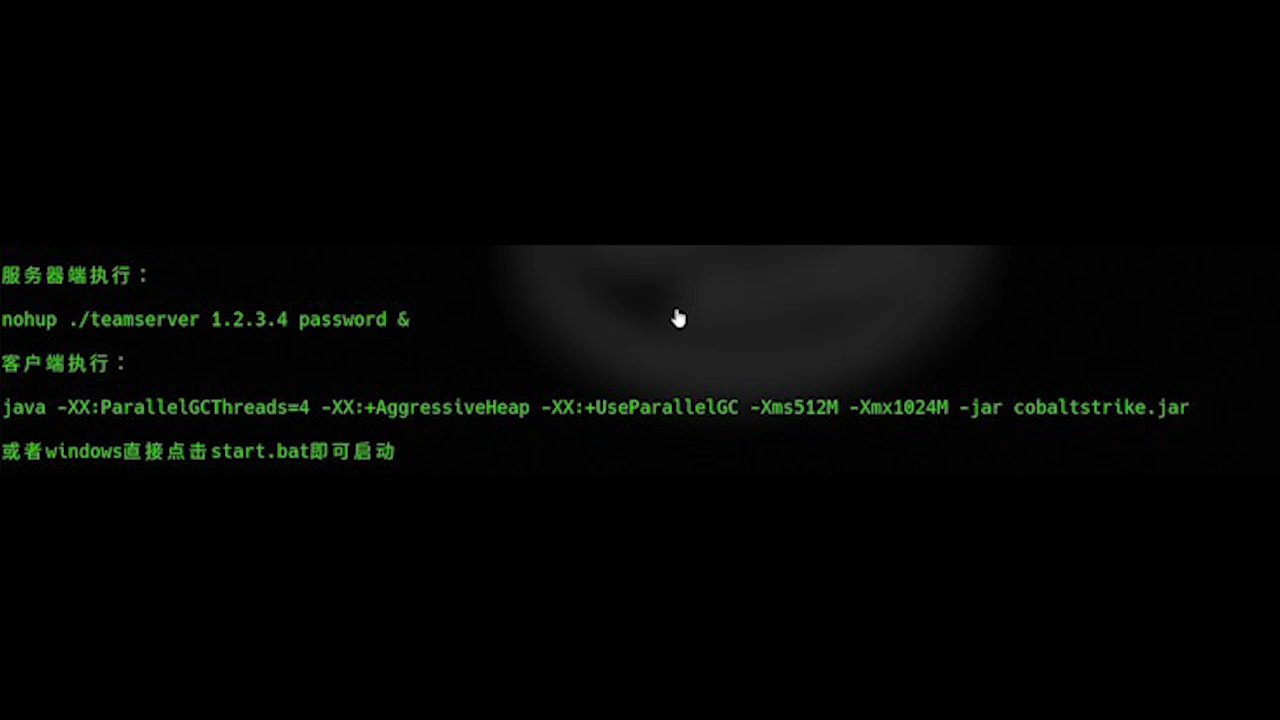 服务器端执行：
nohup ./teamserver 1.2.3.4 password &
客户端执行：
java -XX:ParallelGCThreads=4 -XX:+AggressiveHeap -XX:+UseParallelGC -Xms512M -Xmx1024M -jar cobaltstrike.jar
或者windows直接点击start.bat即可启动